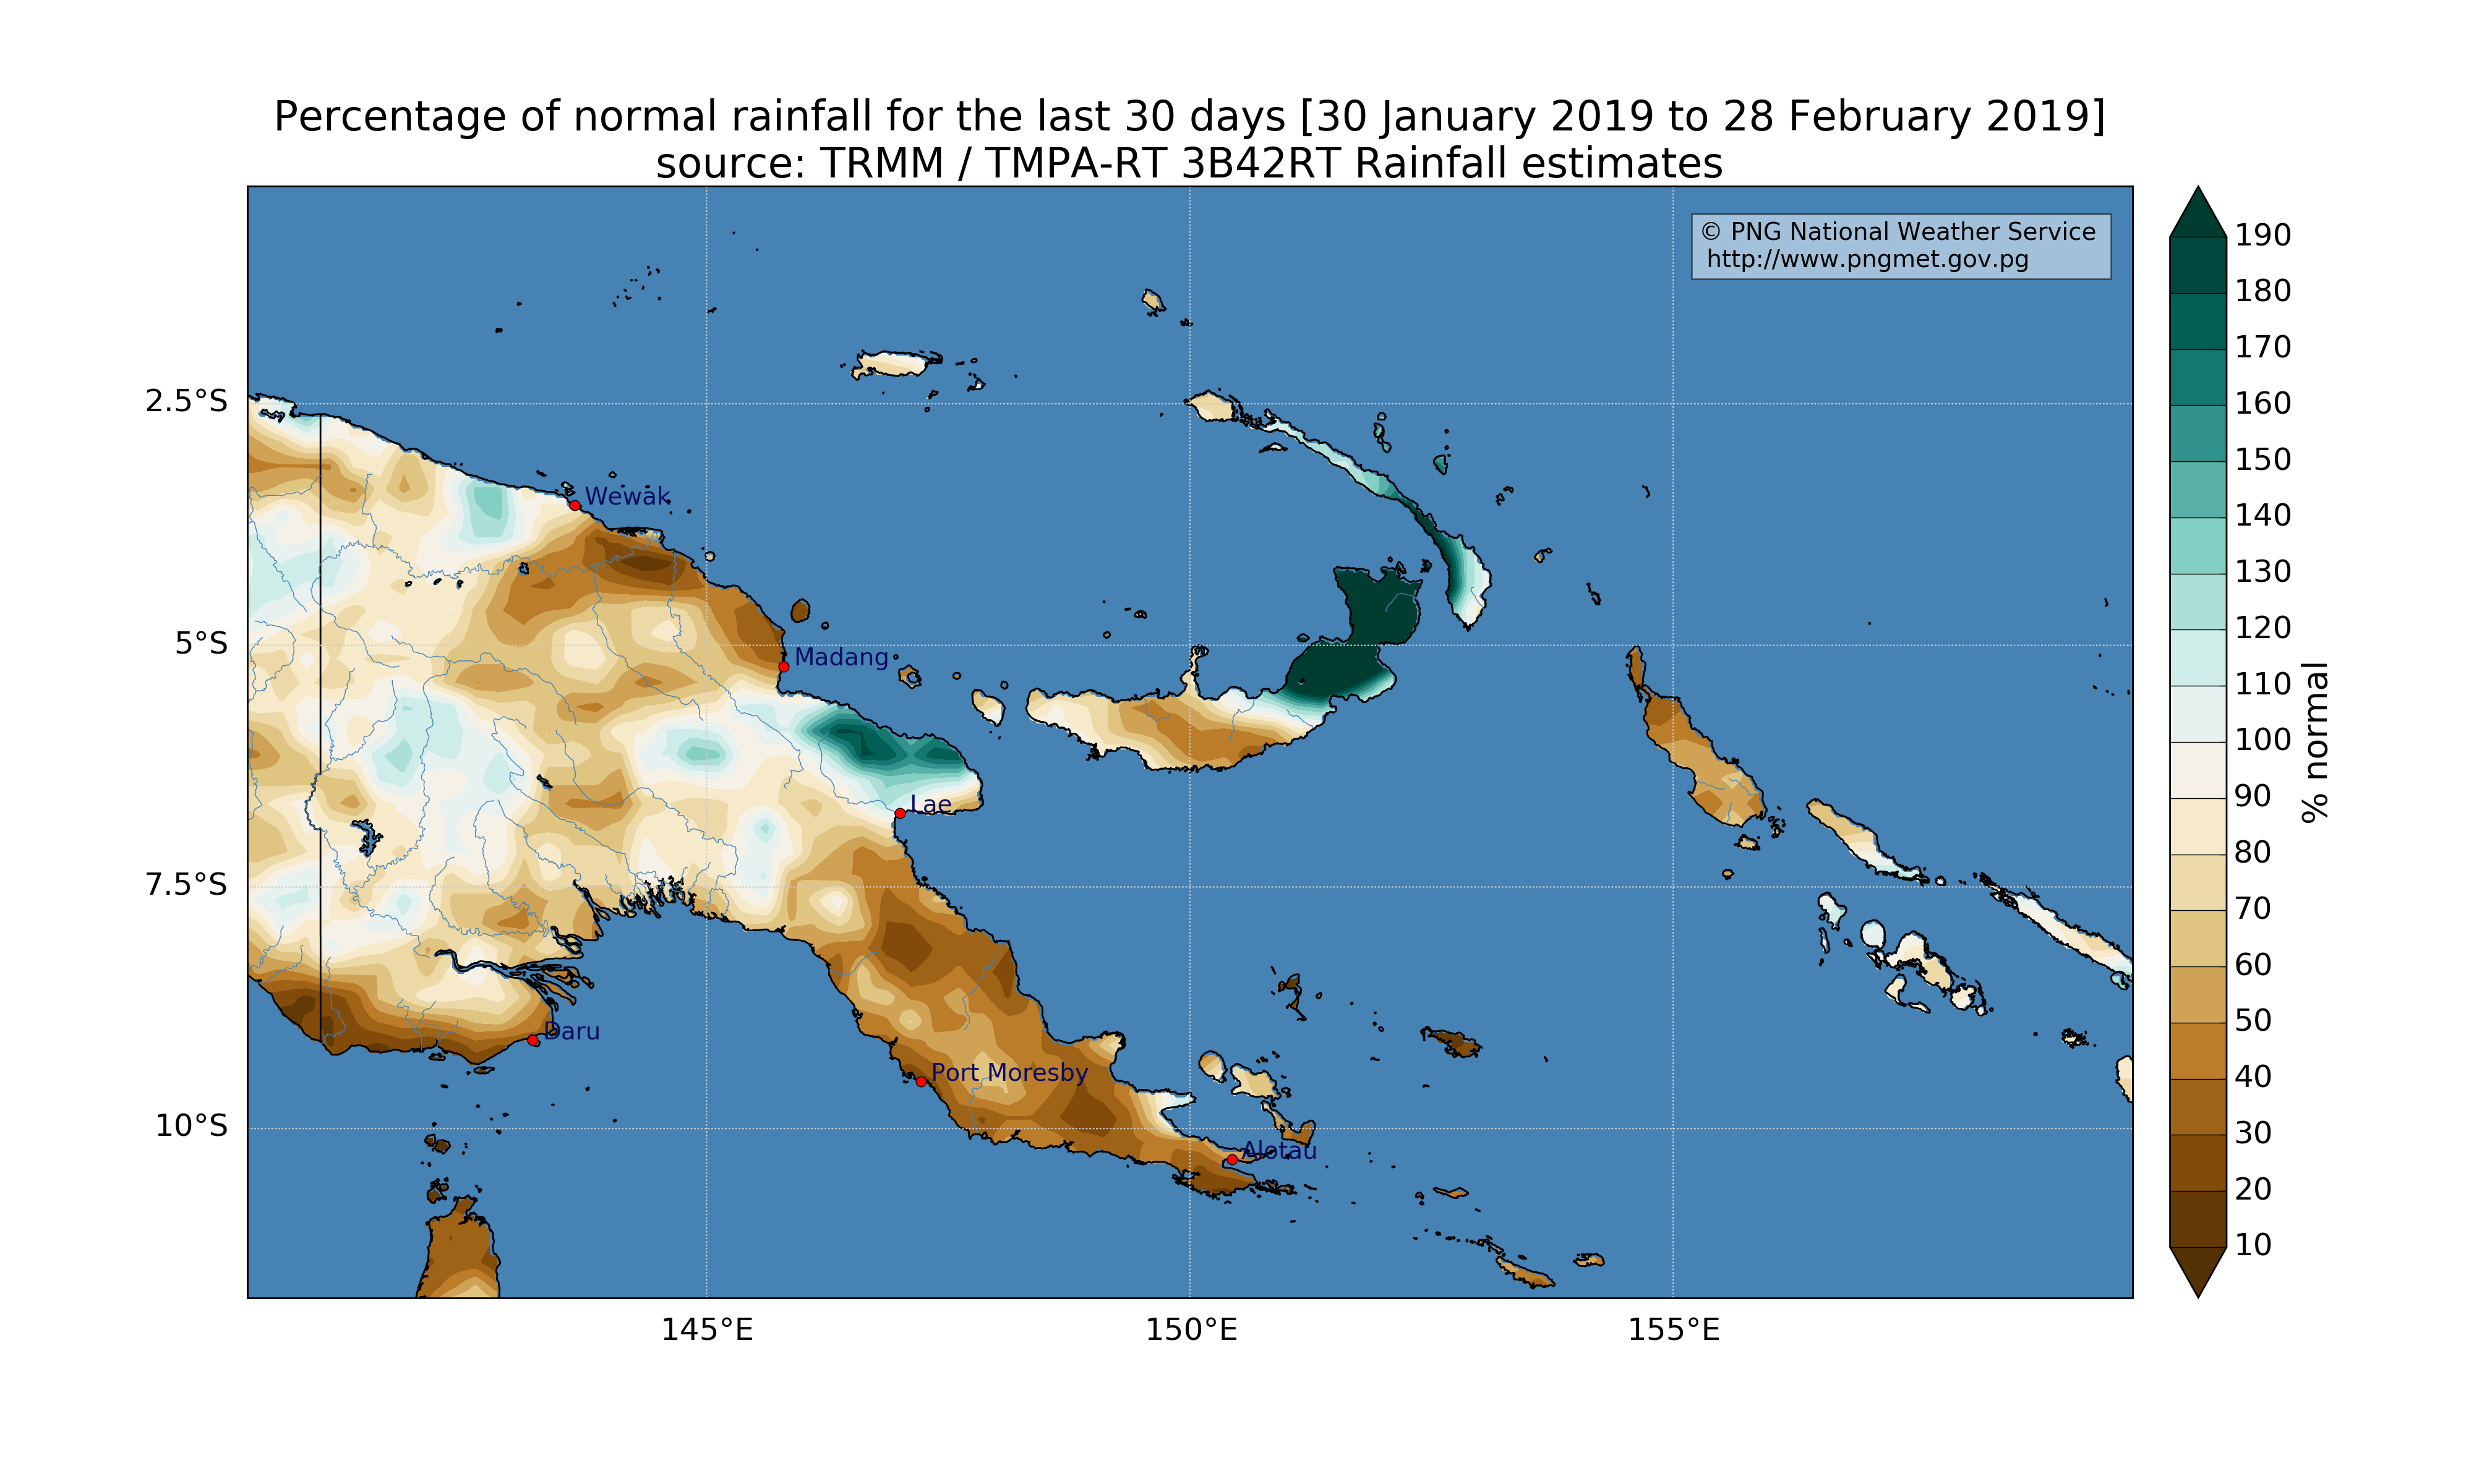 Percentage of normal rainfall for the last 30 days [30 January 2019 to 28 February 2019]
source: TRMM / TMPA-RT 3B42RT Rainfall estimates
© PNG National Weather Service
http://www.pngmet.gov.pg
2.5°S
5°S
7.5°S
10°S
145°E
150°E
155°E
Wewak
Madang
Lae
Daru
Port Moresby
Alotau
190
180
170
160
150
140
130
120
110
100
90
80
70
60
50
40
30
20
10
% normal